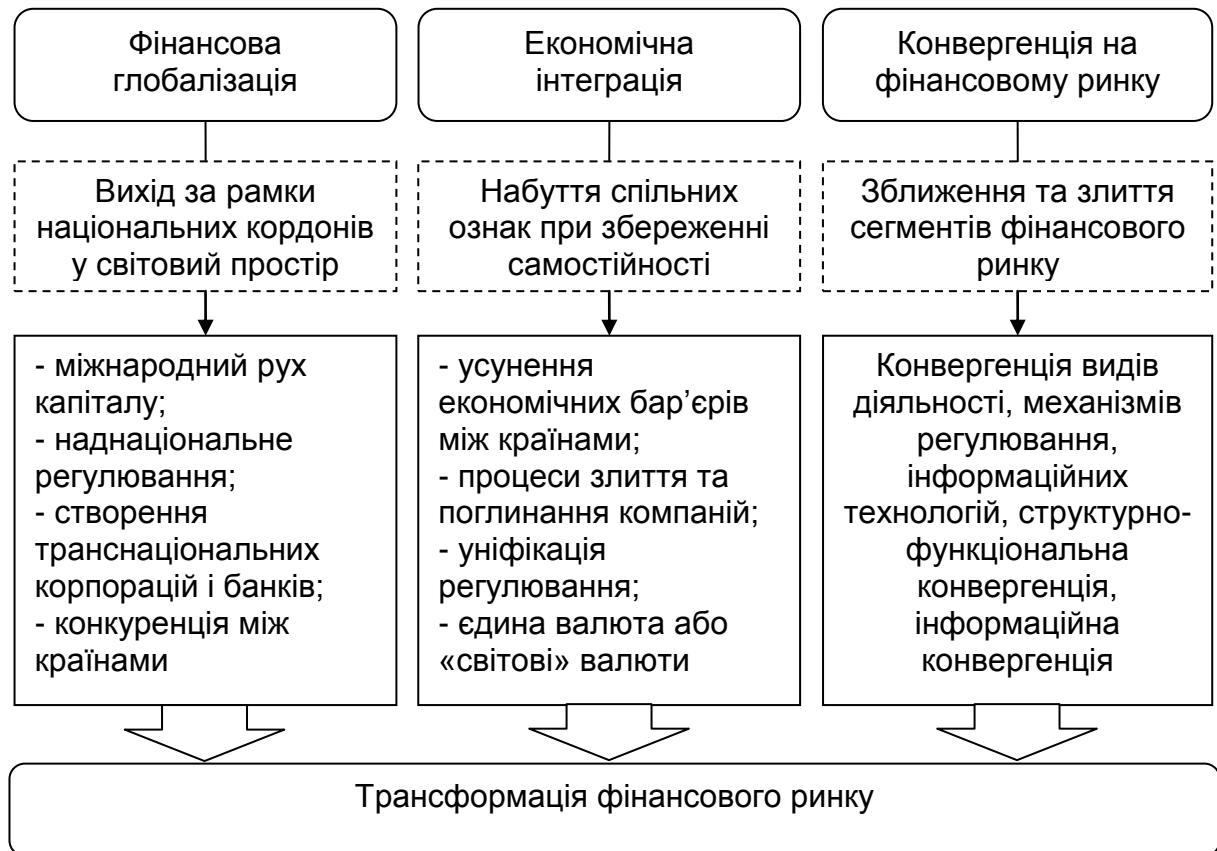 Фінансова
глобалізація
Економічна
інтеграція
Конвергенція на
фінансовому ринку
Вихід за рамки
національних кордонів
у світовий простір
Набуття спільних
ознак при збереженні
самостійності
Зближення та злиття
сегментів фінансового
ринку
- міжнародний рух
капіталу;
- наднаціональне
регулювання;
- створення
транснаціональних
корпорацій і банків;
- конкуренція між
країнами
- усунення
економічних бар’єрів
між країнами;
- процеси злиття та
поглинання компаній;
- уніфікація
регулювання;
- єдина валюта або
«світові» валюти
Конвергенція видів
діяльності, механізмів
регулювання,
інформаційних
технологій, структурно-
функціональна
конвергенція,
інформаційна
конвергенція
Трансформація фінансового ринку